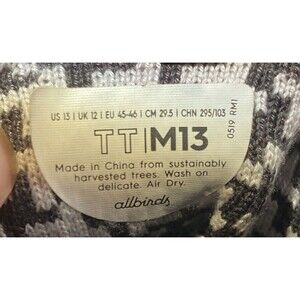 US 13 | UK 12 | EU 45-46 | CM 29.5 | CHN 295/103
TT|M13
0519 RM1
Made in China from sustainably
harvested trees. Wash on
delicate. Air Dry.
allbirds